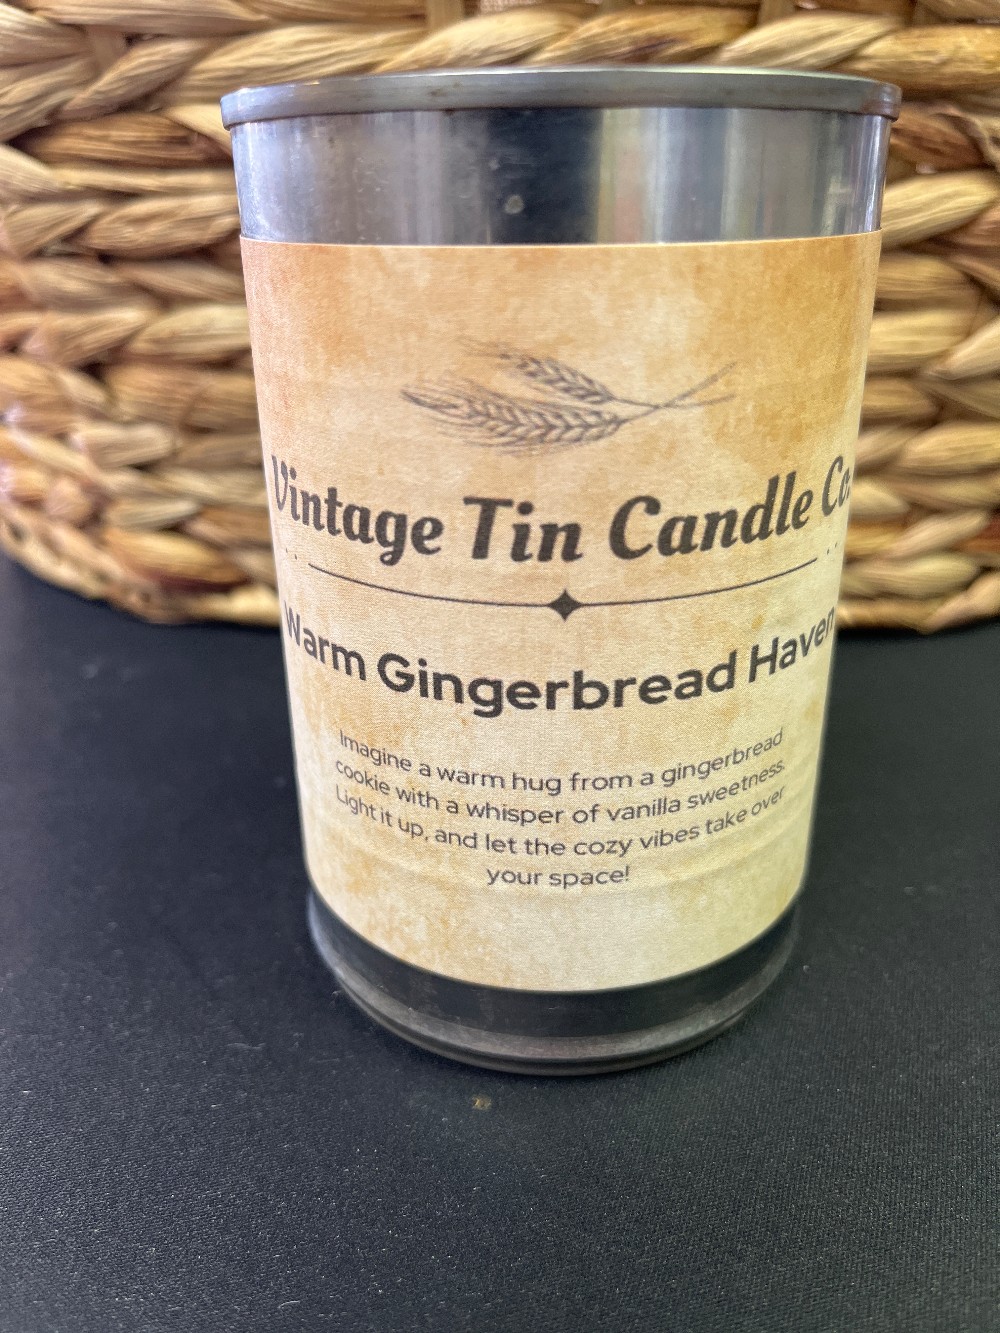 Vintage Tin Candle Co.
Warm Gingerbread Haven
Imagine a warm hug from a gingerbread
cookie with a whisper of vanilla sweetness.
Light it up, and let the cozy vibes take over
your space!